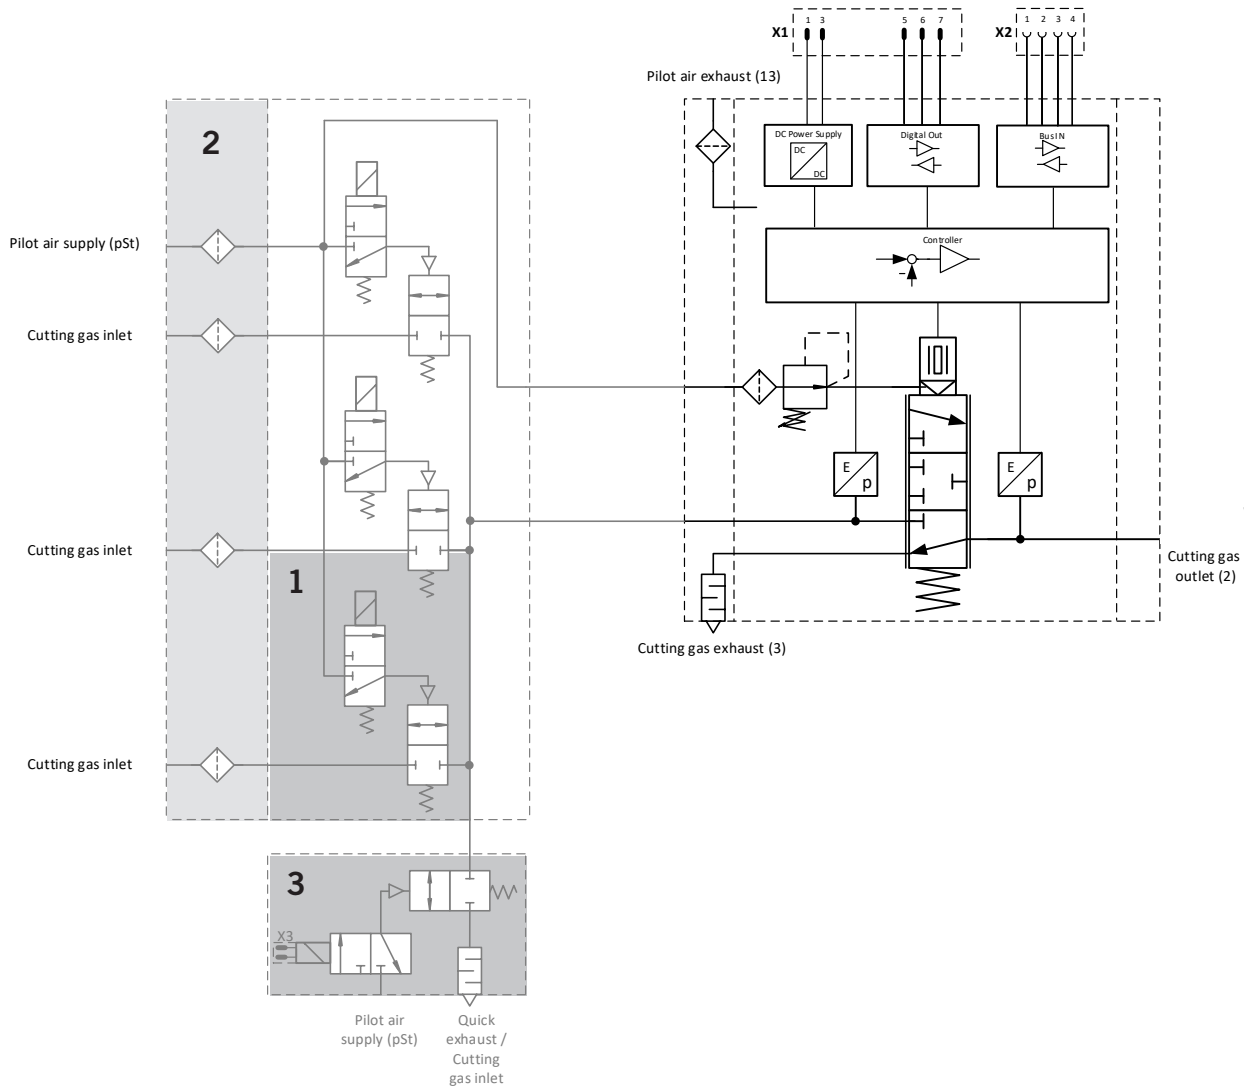 X1
1 3 5 6 7
X2
1 2 3 4
Pilot air exhaust (13)
2
DC Power Supply
DC
DC
Digital Out
Bus IN
Pilot air supply (pSt)
Controller
Cutting gas inlet
E
p
E
p
Cutting gas inlet
Cutting gas
outlet (2)
1
Cutting gas exhaust (3)
Cutting gas inlet
3
X3
Pilot air
supply (pSt)
Quick
exhaust /
Cutting
gas inlet